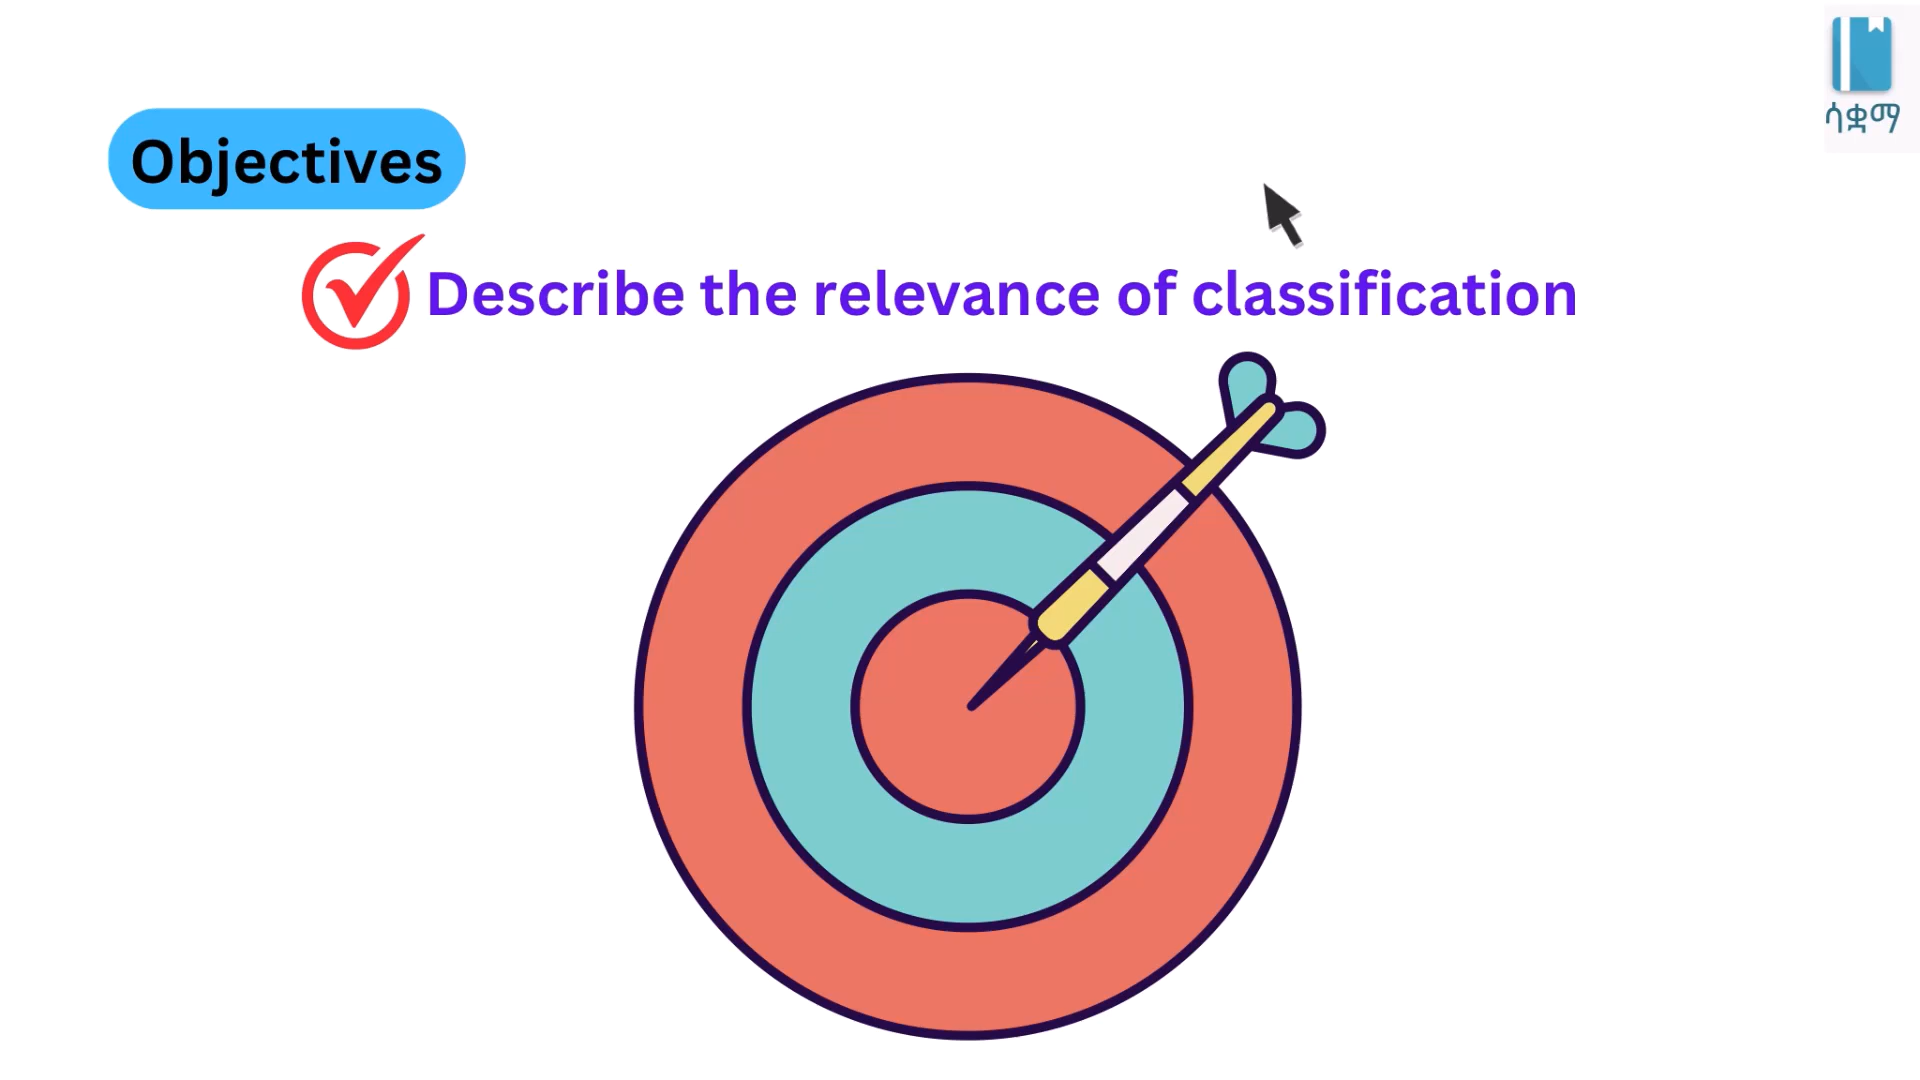 ሳቋማ
Objectives
Describe the relevance of classification